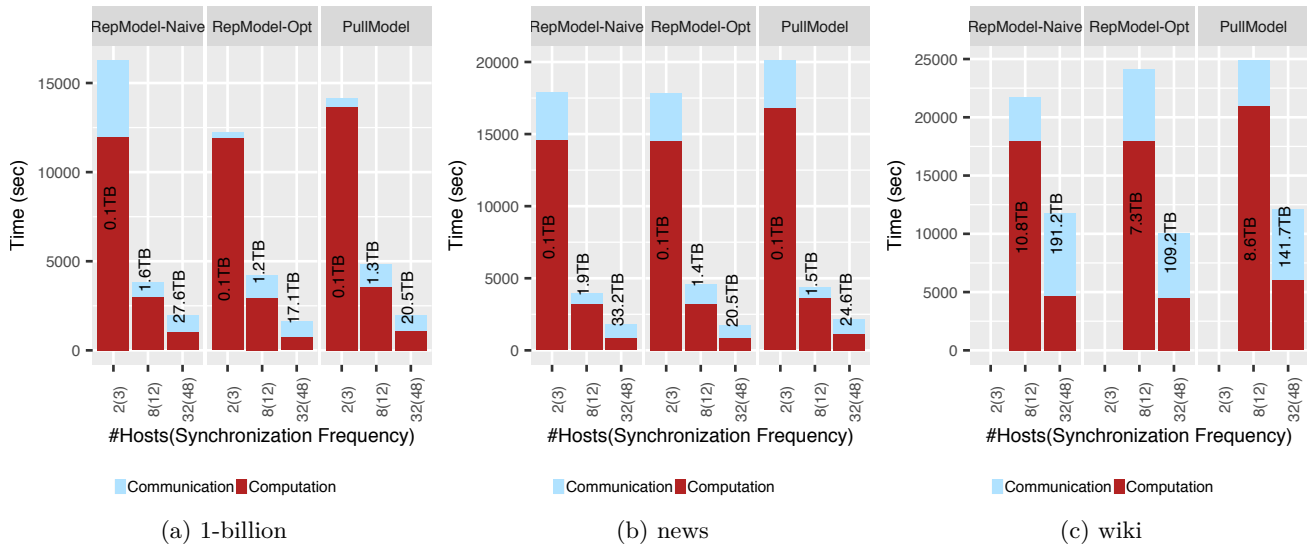 RepModel-Naive RepModel-Opt PullModel
Time (sec)
15000
10000
5000
0
0.1TB
1.6TB
27.6TB
0.1TB
1.2TB
17.1TB
0.1TB
1.3TB
20.5TB
2(3)
8(12)
32(48)
2(3)
8(12)
32(48)
2(3)
8(12)
32(48)
#Hosts(Synchronization Frequency)
Communication Computation
(a) 1-billion
RepModel-Naive RepModel-Opt PullModel
Time (sec)
20000
15000
10000
5000
0
0.1TB
1.9TB
33.2TB
0.1TB
1.4TB
20.5TB
0.1TB
1.5TB
24.6TB
2(3)
8(12)
32(48)
2(3)
8(12)
32(48)
2(3)
8(12)
32(48)
#Hosts(Synchronization Frequency)
Communication Computation
(b) news
RepModel-Naive RepModel-Opt PullModel
Time (sec)
25000
20000
15000
10000
5000
0
10.8TB
191.2TB
7.3TB
109.2TB
8.6TB
141.7TB
2(3)
8(12)
32(48)
2(3)
8(12)
32(48)
2(3)
8(12)
32(48)
#Hosts(Synchronization Frequency)
Communication Computation
(c) wiki